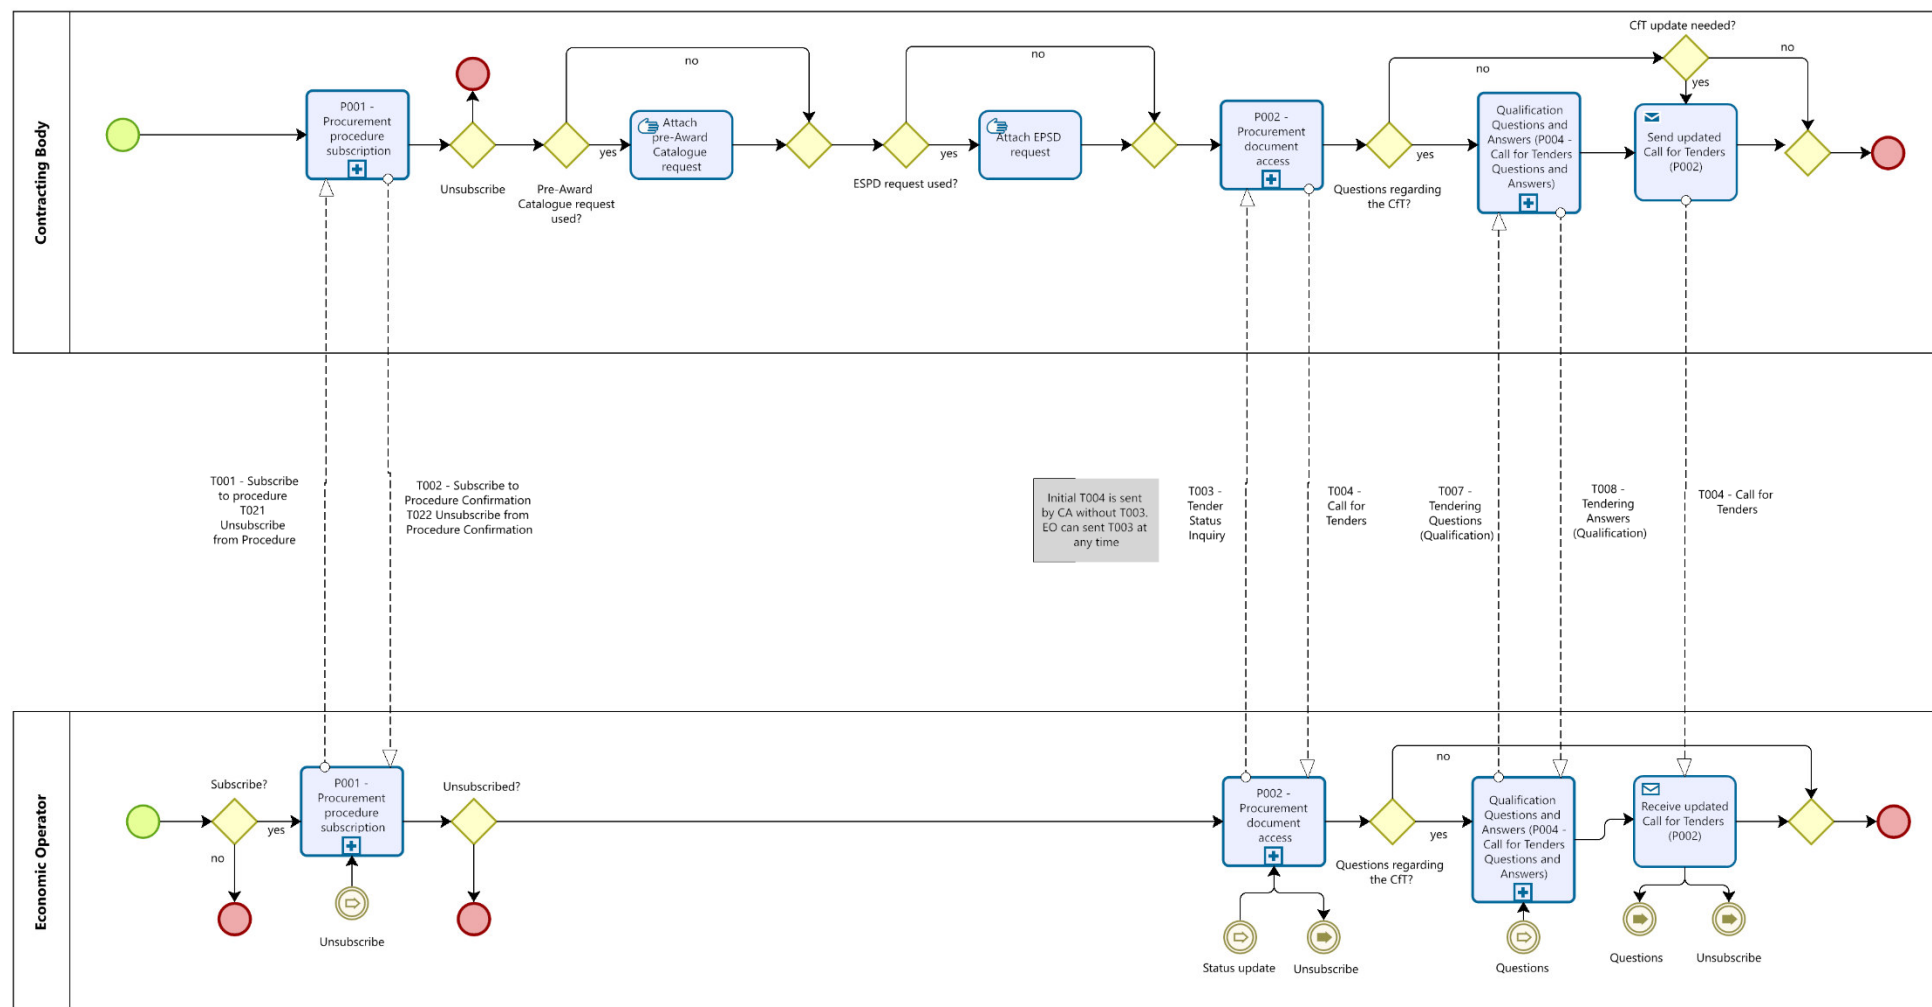 Contracting Body
CfT update needed?
no
no
no
no
yes
P001 -
Procurement
procedure
subscription
Unsubscribe
Pre-Award
Catalogue request
used?
yes
Attach
pre-Award
Catalogue
request
ESPD request used?
yes
Attach EPSD
request
P002 -
Procurement
document
access
Questions regarding
the CfT?
yes
Qualification
Questions and
Answers (P004 -
Call for Tenders
Questions and
Answers)
Send updated
Call for Tenders
(P002)
T001 - Subscribe
to procedure
T021
Unsubscribe
from Procedure
T002 - Subscribe to
Procedure Confirmation
T022 Unsubscribe from
Procedure Confirmation
Initial T004 is sent
by CA without T003.
EO can sent T003 at
any time
T003 -
Tender
Status
Inquiry
T004 -
Call for
Tenders
T007 -
Tendering
Questions
(Qualification)
T008 -
Tendering
Answers
(Qualification)
T004 - Call for
Tenders
Economic Operator
Subscribe?
yes
no
P001 -
Procurement
procedure
subscription
Unsubscribe
Unsubscribed?
P002 -
Procurement
document
access
Status update
Unsubscribe
no
yes
Questions regarding
the CfT?
Qualification
Questions and
Answers (P004 -
Call for Tenders
Questions and
Answers)
Questions
Receive updated
Call for Tenders
(P002)
Questions
Unsubscribe